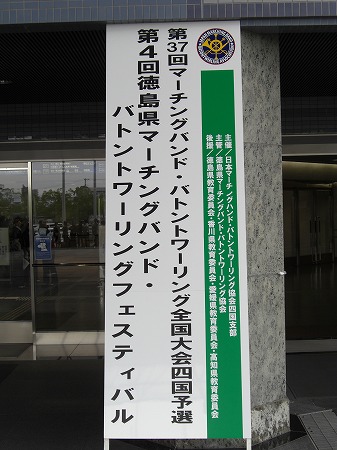 第37回マーチングバンド・バトントワーリング全国大会四国予選
第4回徳島県マーチングバンド・
バトントワーリングフェスティバル
主催/日本マーチングバンド・バトントワーリング協会四国支部
主管/徳島県マーチングバンド・バトントワーリング協会
後援/徳島県教育委員会・香川県教育委員会・愛媛県教育委員会・高知県教育委員会